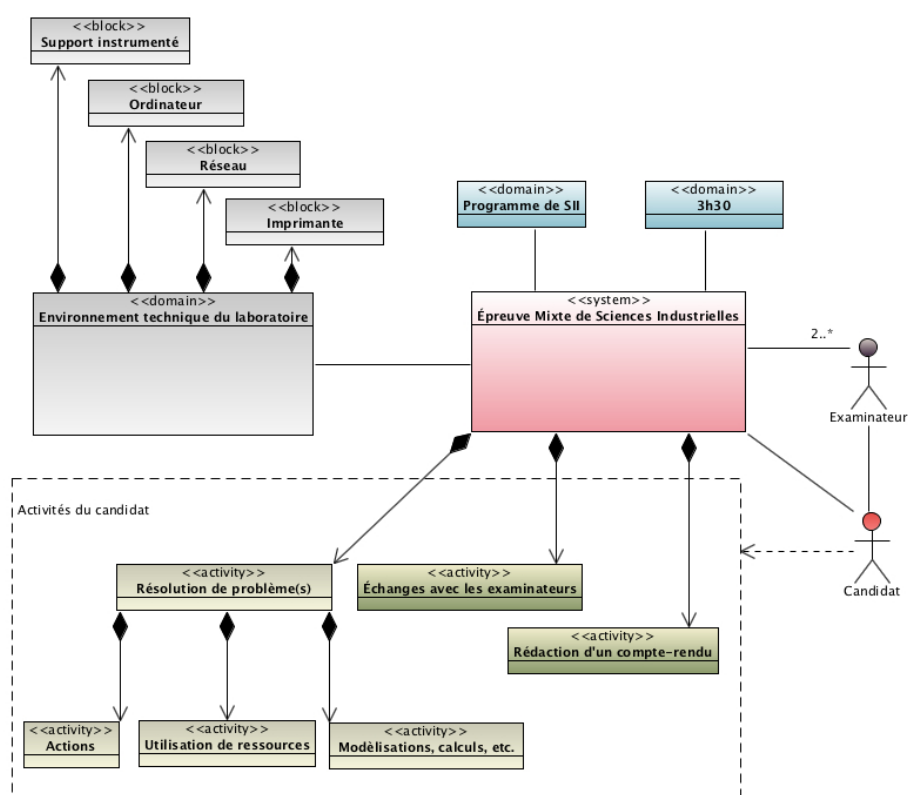 <<block>>
Support instrumenté
<<block>>
Ordinateur
<<block>>
Réseau
<<block>>
Imprimante
<<domain>>
Programme de SII
<<domain>>
3h30
<<domain>>
Environnement technique du laboratoire
<<system>>
Épreuve Mixte de Sciences Industrielles
2..*
Examinateur
Activités du candidat
Candidat
<<activity>>
Résolution de problème(s)
<<activity>>
Échanges avec les examinateurs
<<activity>>
Rédaction d'un compte-rendu
<<activity>>
Actions
<<activity>>
Utilisation de ressources
<<activity>>
Modèlisations, calculs, etc.